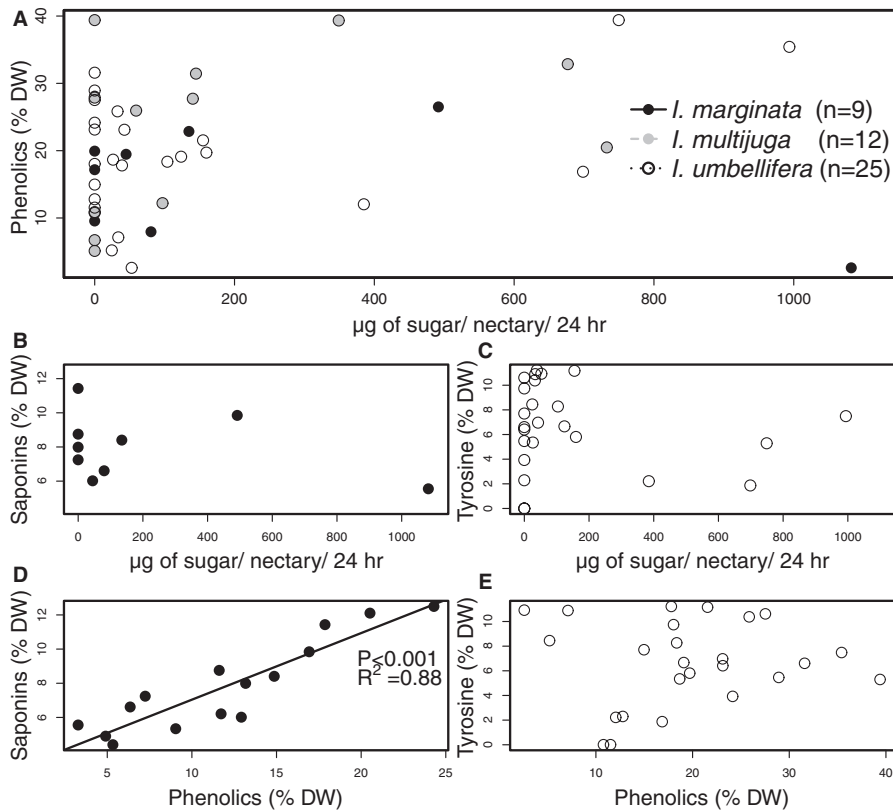 A
Phenolics (% DW)
40
30
20
10
I. marginata (n=9)
I. multijuga (n=12)
I. umbellifera (n=25)
0 200 400 600 800 1000
µg of sugar/ nectary/ 24 hr
B
Saponins (% DW)
12
10
8
6
0 200 400 600 800 1000
µg of sugar/ nectary/ 24 hr
C
Tyrosine (% DW)
10
8
6
4
2
0
0 200 400 600 800 1000
µg of sugar/ nectary/ 24 hr
D
Saponins (% DW)
12
10
8
6
P<0.001
R² =0.88
5 10 15 20 25
Phenolics (% DW)
E
Tyrosine (% DW)
10
8
6
4
2
0
10 20 30 40
Phenolics (% DW)